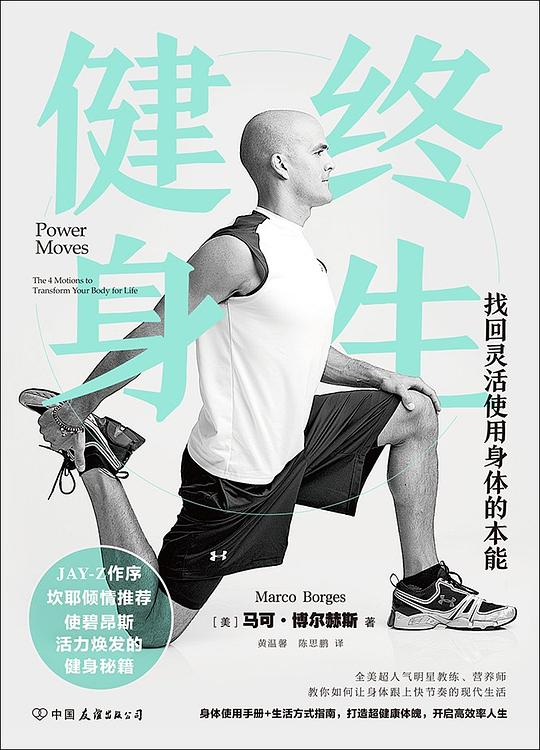 终生
健身
Power
Moves
The 4 Motions to
Transform Your Body for Life
找回灵活使用身体的本能
JAY-Z作序
坎耶倾情推荐
使碧昂斯
活力焕发的
健身秘籍
Marco Borges
[美] 马可·博尔赫斯 著
黄温馨 陈思鹏 译
全美超人气明星教练、营养师
教你如何让身体跟上快节奏的现代生活
身体使用手册+生活方式指南，打造超健康体魄，开启高效率人生
中国友谊出版公司